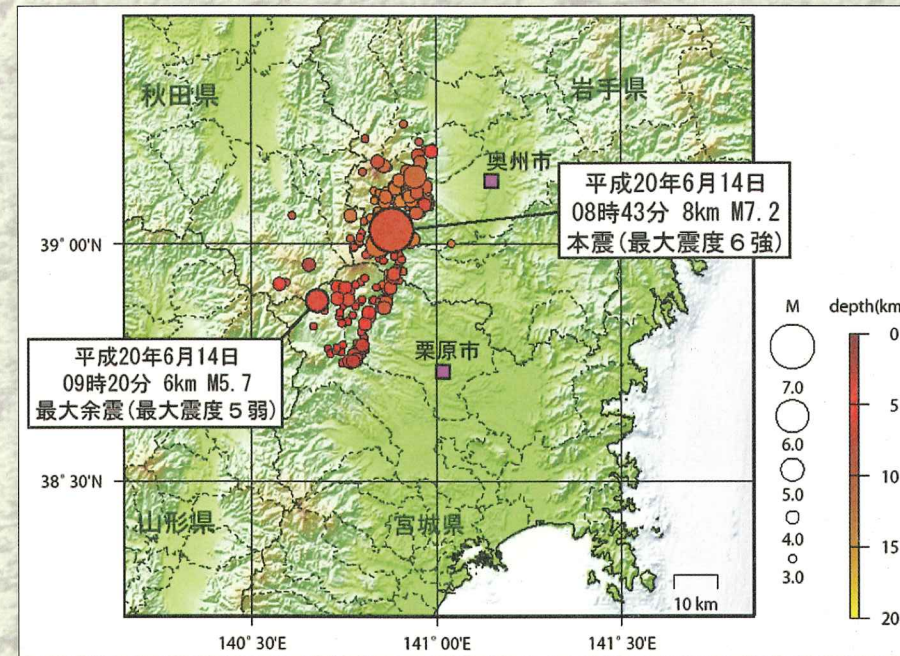 秋田県
岩手県
奥州市
平成20年6月14日
08時43分 8km M7.2
本震(最大震度6強)
39° 00'N
M
depth(km
0
7.0
5
6.0
10
5.0
15
4.0
3.0
20
栗原市
平成20年6月14日
09時20分 6km M5.7
最大余震(最大震度5弱)
38° 30'N
山形県
宮城県
10 km
140° 30'E
141° 00'E
141° 30'E